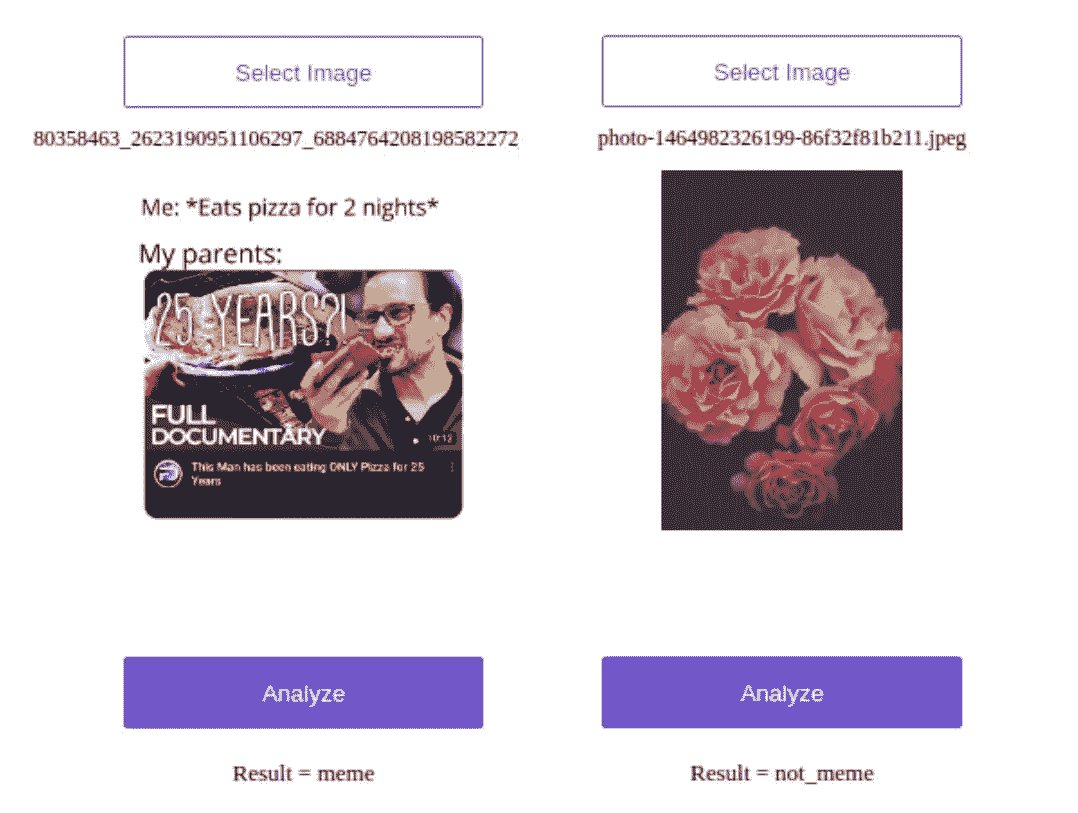 Select Image
80358463_2623190951106297_6884764208198582272
Me: *Eats pizza for 2 nights*
My parents:
25 YEARS?!
FULL
DOCUMENTARY
10:12
This Man has been eating ONLY Pizza for 25
Years
Analyze
Result = meme
Select Image
photo-1464982326199-86f32f81b211.jpeg
Analyze
Result = not_meme